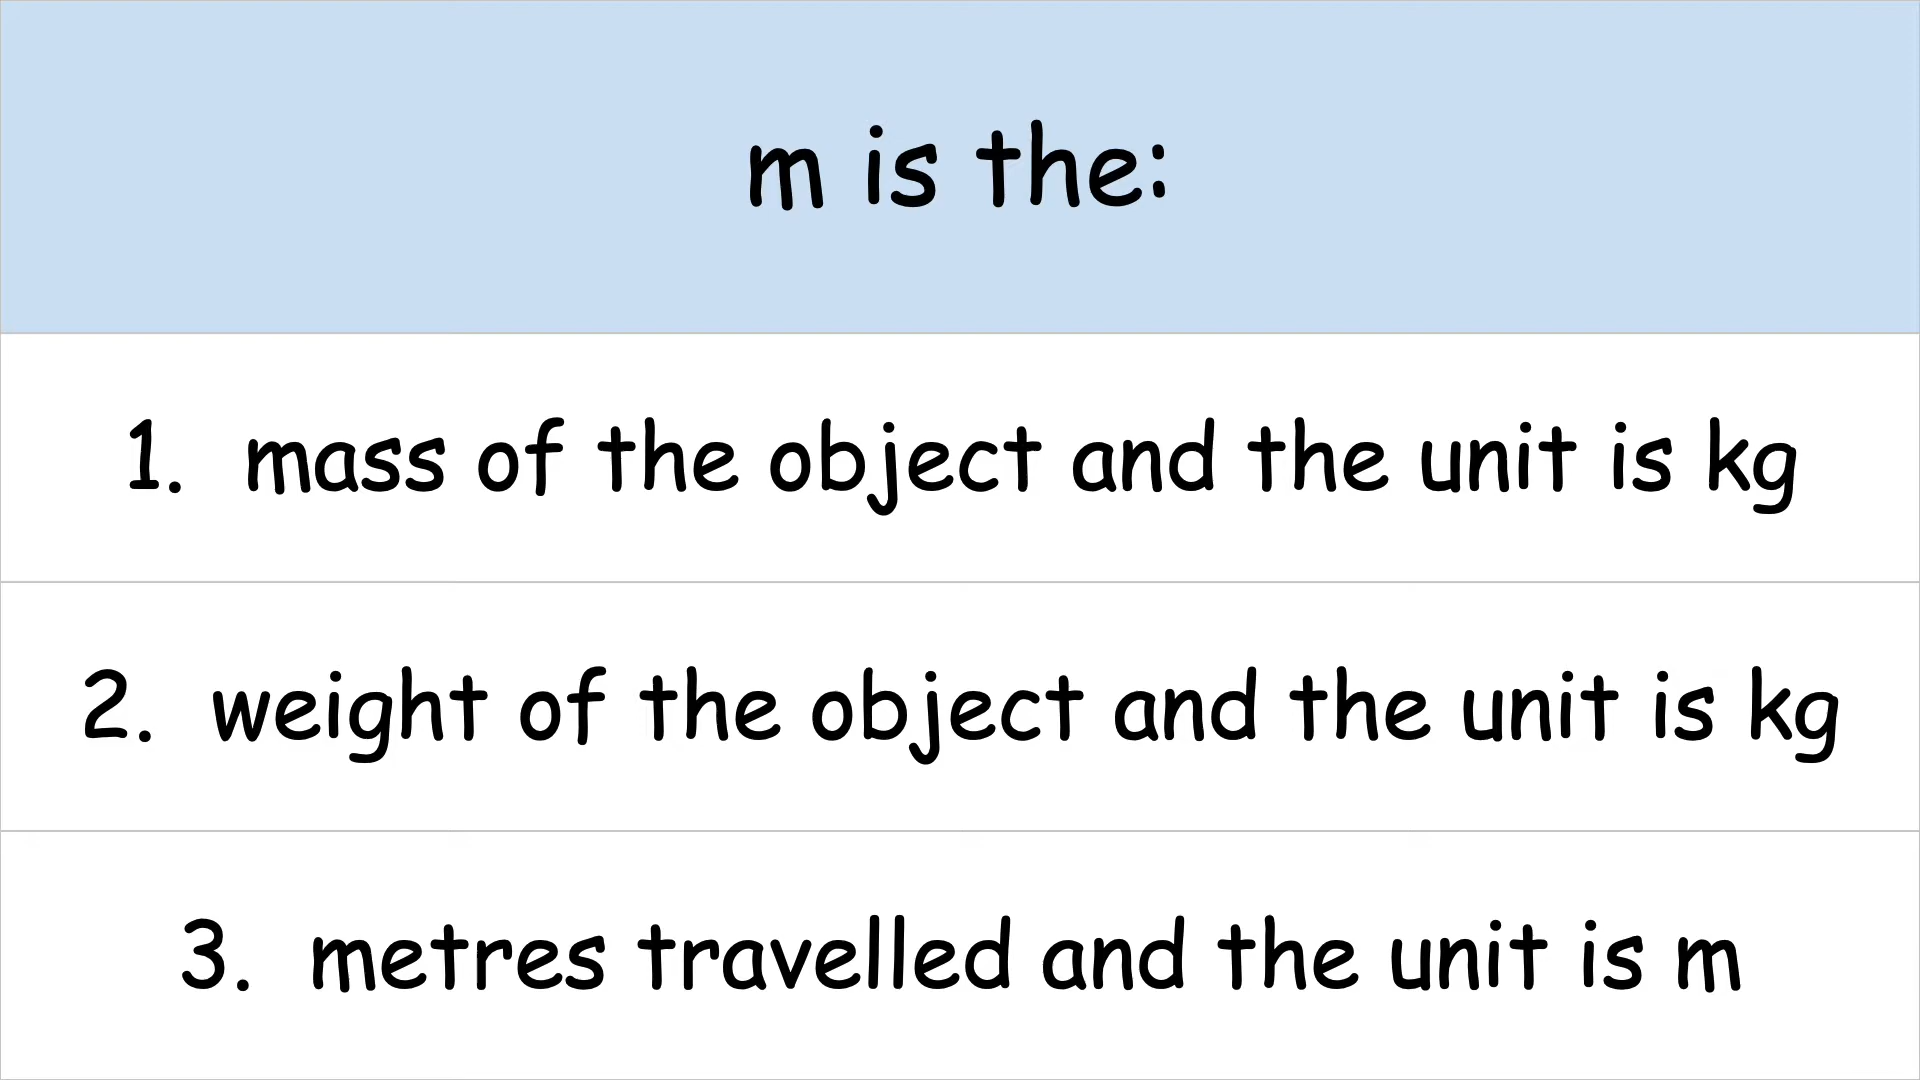 m is the:
1. mass of the object and the unit is kg
2. weight of the object and the unit is kg
3. metres travelled and the unit is m